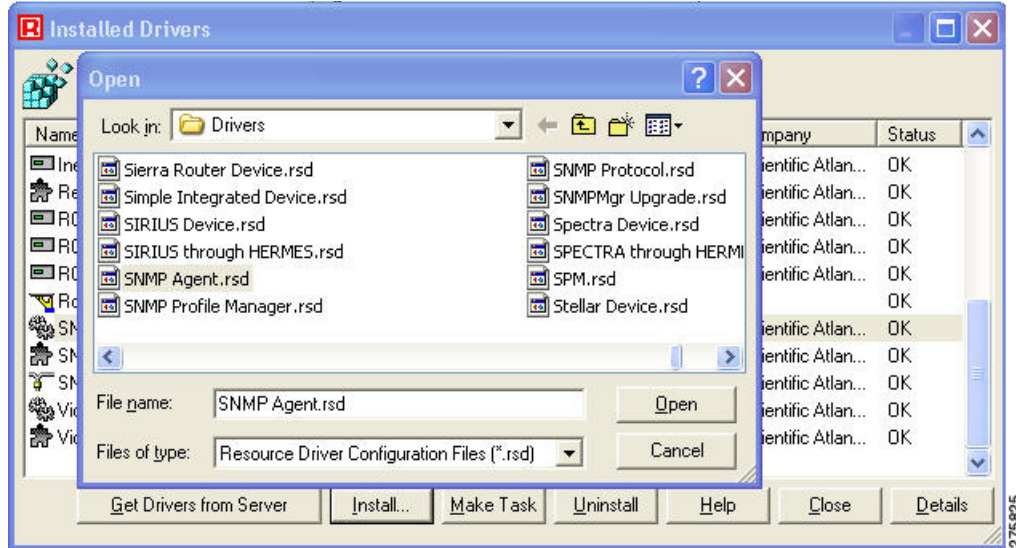 Installed Drivers
Open
Look in: Drivers
Name
Company
Status
Sierra Router Device.rsd
Simple Integrated Device.rsd
SIRIUS Device.rsd
SIRIUS through HERMES.rsd
SNMP Agent.rsd
SNMP Profile Manager.rsd
SNMP Protocol.rsd
SNMPMgr Upgrade.rsd
Spectra Device.rsd
SPECTRA through HERMI
SPM.rsd
Stellar Device.rsd
ientific Atlan... OK
ientific Atlan... OK
ientific Atlan... OK
ientific Atlan... OK
ientific Atlan... OK
OK
ientific Atlan... OK
ientific Atlan... OK
ientific Atlan... OK
ientific Atlan... OK
ientific Atlan... OK
File name: SNMP Agent.rsd Open
Files of type: Resource Driver Configuration Files (*.rsd) Cancel
Get Drivers from Server Install... Make Task Uninstall Help Close Details
275825